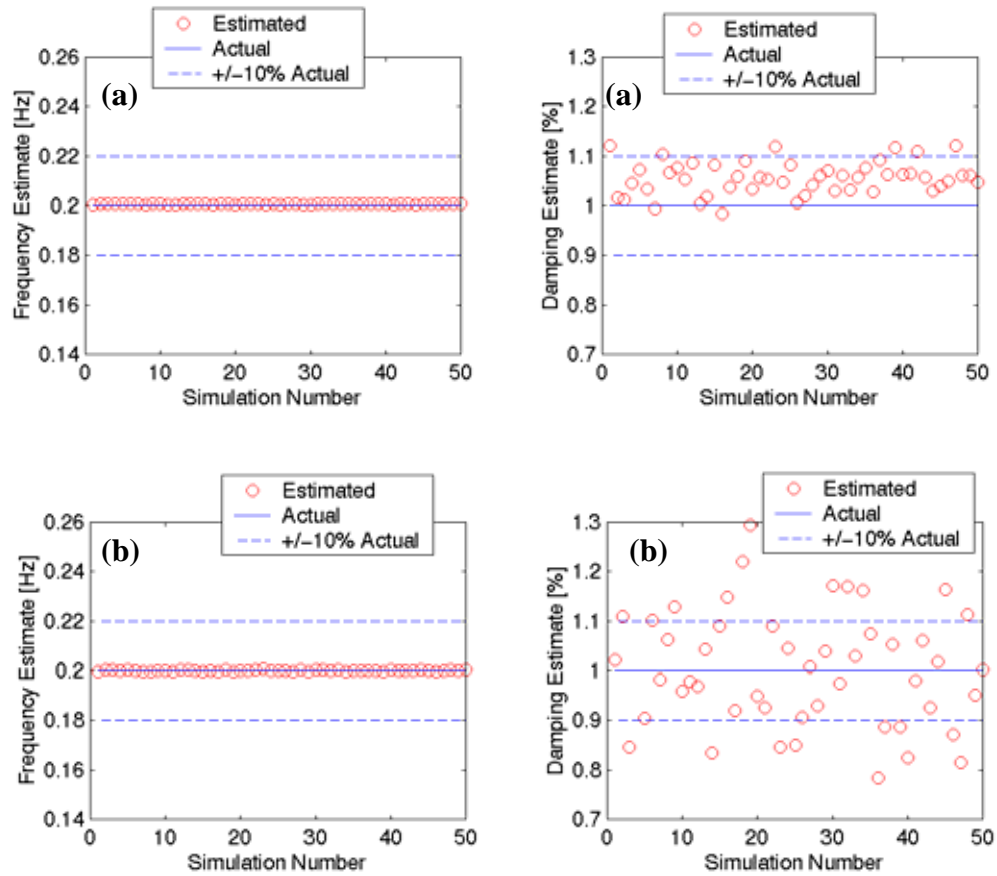 Estimated
Actual
+/-10% Actual
(a)
0.26
0.24
0.22
0.2
0.18
0.16
0.14
Frequency Estimate [Hz]
0 10 20 30 40 50
Simulation Number
Estimated
Actual
+/-10% Actual
(a)
1.3
1.2
1.1
1
0.9
0.8
0.7
Damping Estimate [%]
0 10 20 30 40 50
Simulation Number
Estimated
Actual
+/-10% Actual
(b)
0.26
0.24
0.22
0.2
0.18
0.16
0.14
Frequency Estimate [Hz]
0 10 20 30 40 50
Simulation Number
Estimated
Actual
+/-10% Actual
(b)
1.3
1.2
1.1
1
0.9
0.8
0.7
Damping Estimate [%]
0 10 20 30 40 50
Simulation Number